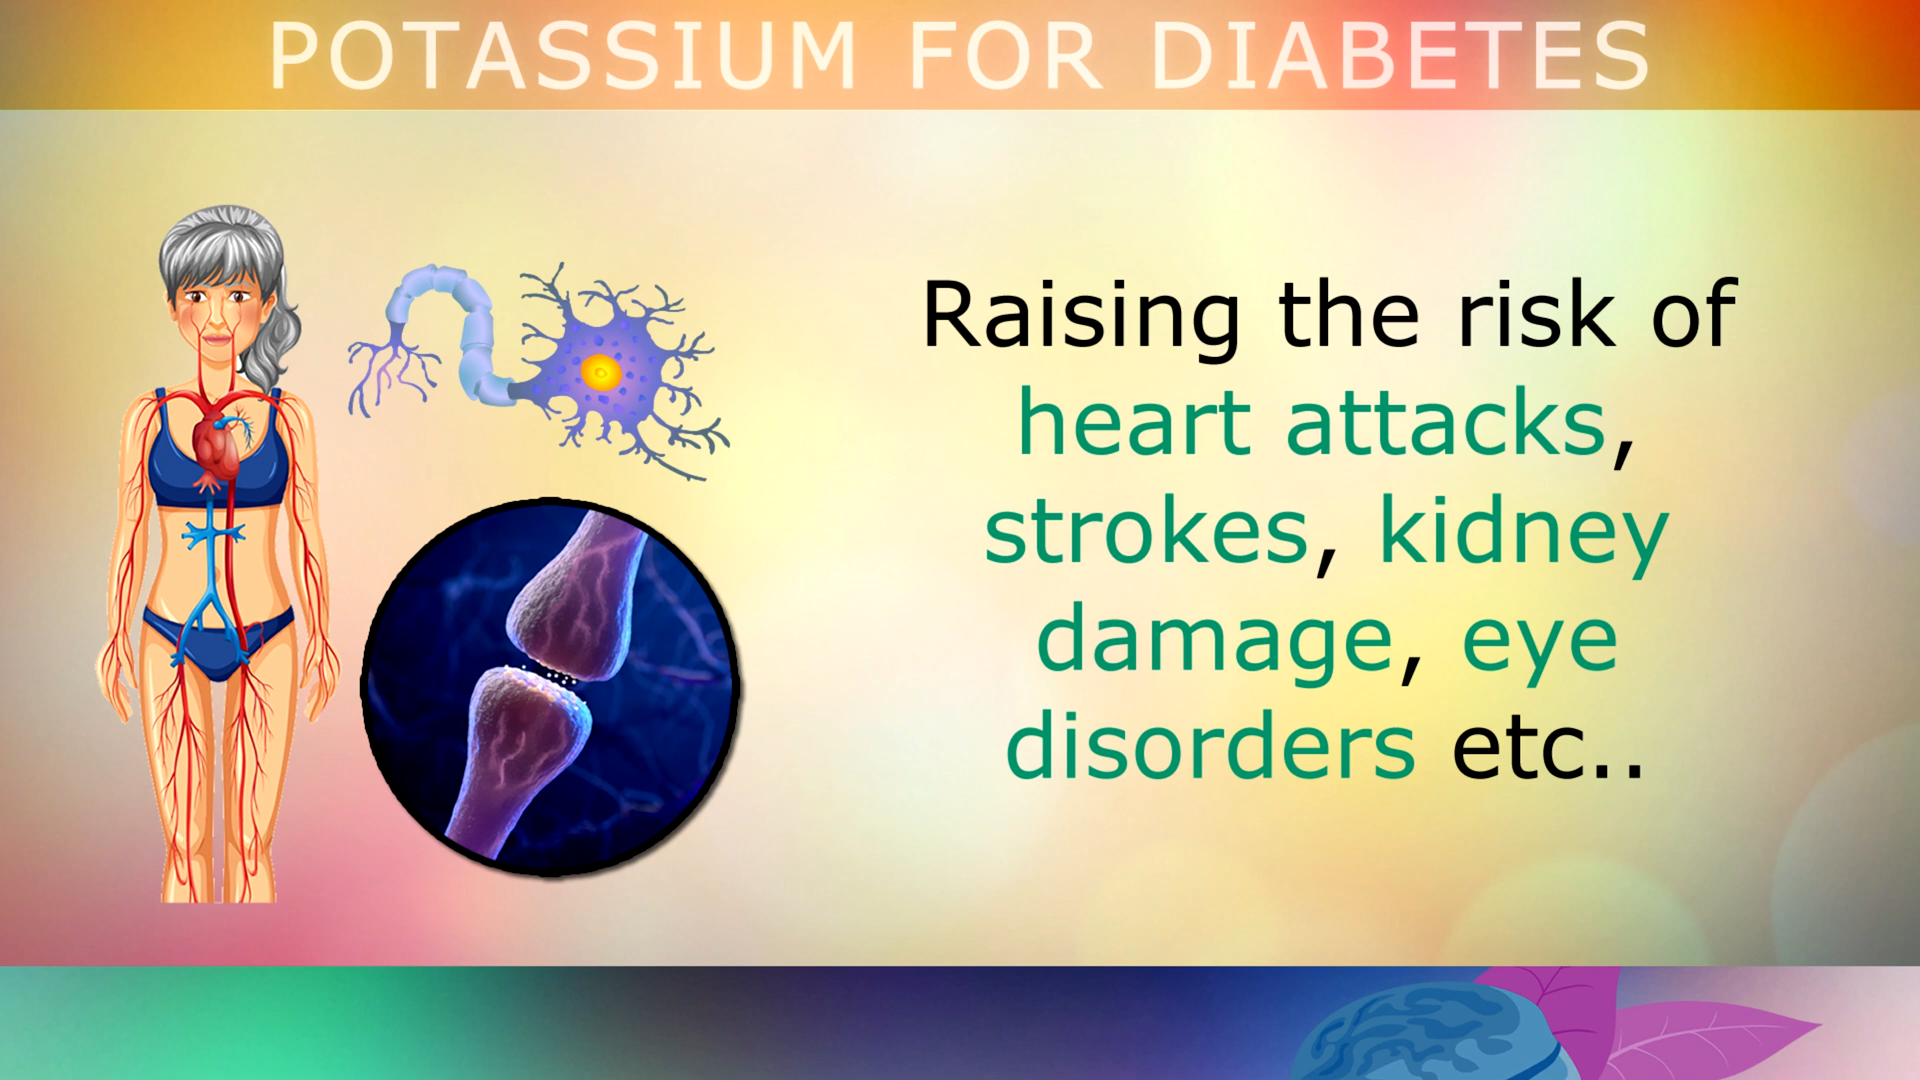 POTASSIUM FOR DIABETES
Raising the risk of
heart attacks,
strokes, kidney
damage, eye
disorders etc..